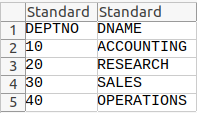 Standard Standard
1 DEPTNO DNAME
2 10 ACCOUNTING
3 20 RESEARCH
4 30 SALES
5 40 OPERATIONS